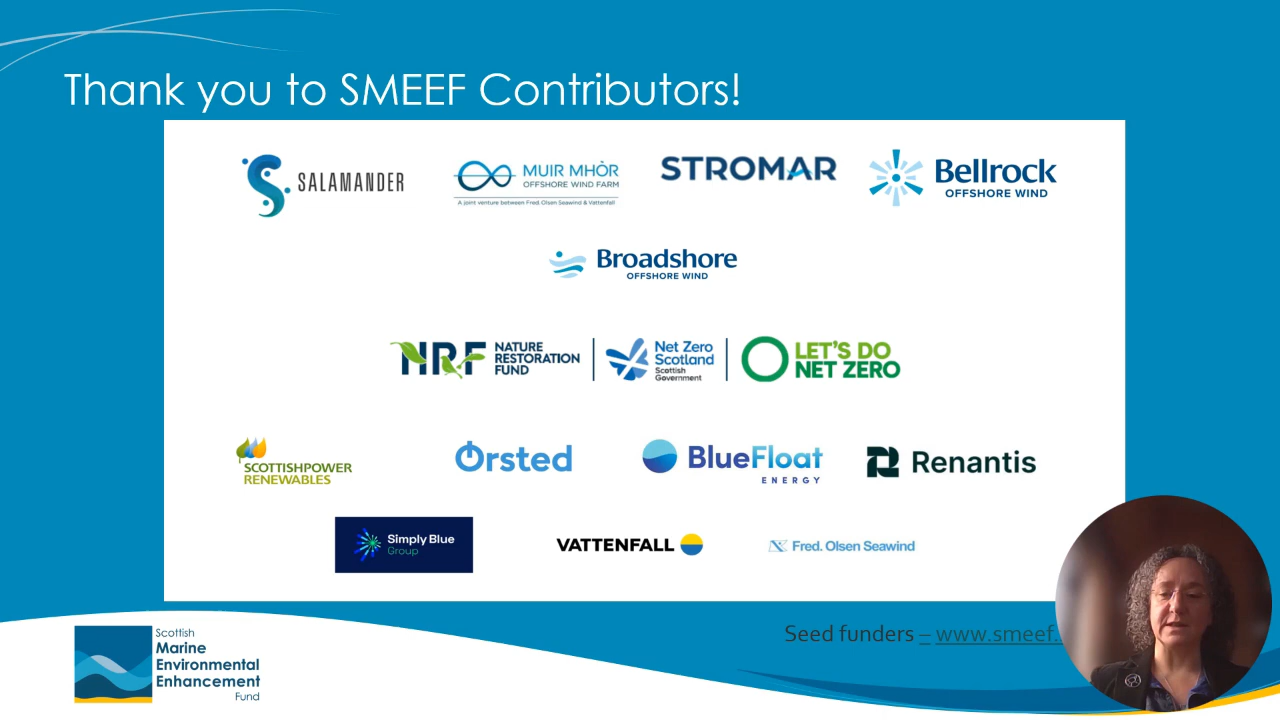 Thank you to SMEEF Contributors!
SALAMANDER
MUIR MHÒR
OFFSHORE WIND FARM
A joint venture between Fred. Olsen Seawind & Vattenfall
STROMAR
Bellrock
OFFSHORE WIND
Broadshore
OFFSHORE WIND
NRF
NATURE
RESTORATION
FUND
Net Zero
Scotland
Scottish
Government
LET'S DO
NET ZERO
SCOTTISHPOWER
RENEWABLES
Ørsted
BlueFloat
ENERGY
Renantis
Simply Blue
Group
VATTENFALL
Fred. Olsen Seawind
Seed funders – www.smeef.
Scottish
Marine
Environmental
Enhancement
Fund